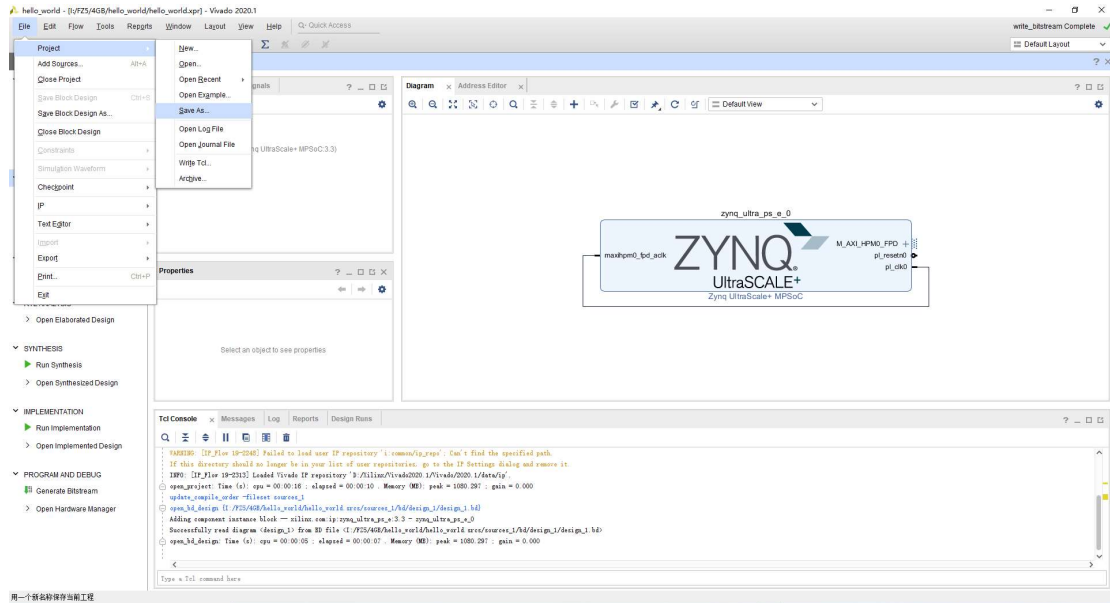 hello_world - [I:/FZ5/4GB/hello_world/hello_world.xpr] - Vivado 2020.1
File Edit Flow Tools Reports Window Layout View Help Quick Access
write_bitstream Complete
Default Layout
Project
Add Sources... Alt+A
Close Project
Save Block Design Ctrl+S
Save Block Design As...
Close Block Design
Constraints
Simulation Waveform
Checkpoint
IP
Text Editor
Import
Export
Print... Ctrl+P
Exit
New...
Open...
Open Recent
Open Example...
Save As...
Open Log File
Open Journal File
Write Tcl...
Archive...
gnals
nq UltraScale+ MPSoC:3.3)
Properties
Select an object to see properties
Diagram Address Editor
Default View
zynq_ultra_ps_e_0
maxihpm0_fpd_aclk
ZYNQ
UltraSCALE+
M_AXI_HPM0_FPD
pl_resetn0
pl_clk0
Zynq UltraScale+ MPSoC
Open Elaborated Design
SYNTHESIS
Run Synthesis
Open Synthesized Design
IMPLEMENTATION
Run Implementation
Open Implemented Design
PROGRAM AND DEBUG
Generate Bitstream
Open Hardware Manager
Tcl Console Messages Log Reports Design Runs
WARNING: [IP_Flow 19-2248] Failed to load user IP repository 'i:/common/ip_repo'; Can't find the specified path.
If this directory should no longer be in your list of user repositories, go to the IP Settings dialog and remove it.
INFO: [IP_Flow 19-2313] Loaded Vivado IP repository 'D:/Xilinx/Vivado2020.1/Vivado/2020.1/data/ip'.
open_project: Time (s): cpu = 00:00:18 ; elapsed = 00:00:10 . Memory (MB): peak = 1080.297 ; gain = 0.000
update_compile_order -fileset sources_1
open_bd_design {I:/FZ5/4GB/hello_world/hello_world.srcs/sources_1/bd/design_1/design_1.bd}
Adding component instance block -- xilinx.com:ip:zynq_ultra_ps_e:3.3 - zynq_ultra_ps_e_0
Successfully read diagram <design_1> from BD file <I:/FZ5/4GB/hello_world/hello_world.srcs/sources_1/bd/design_1/design_1.bd>
open_bd_design: Time (s): cpu = 00:00:05 ; elapsed = 00:00:07 . Memory (MB): peak = 1080.297 ; gain = 0.000
Type a Tcl command here
用一个新名称保存当前工程